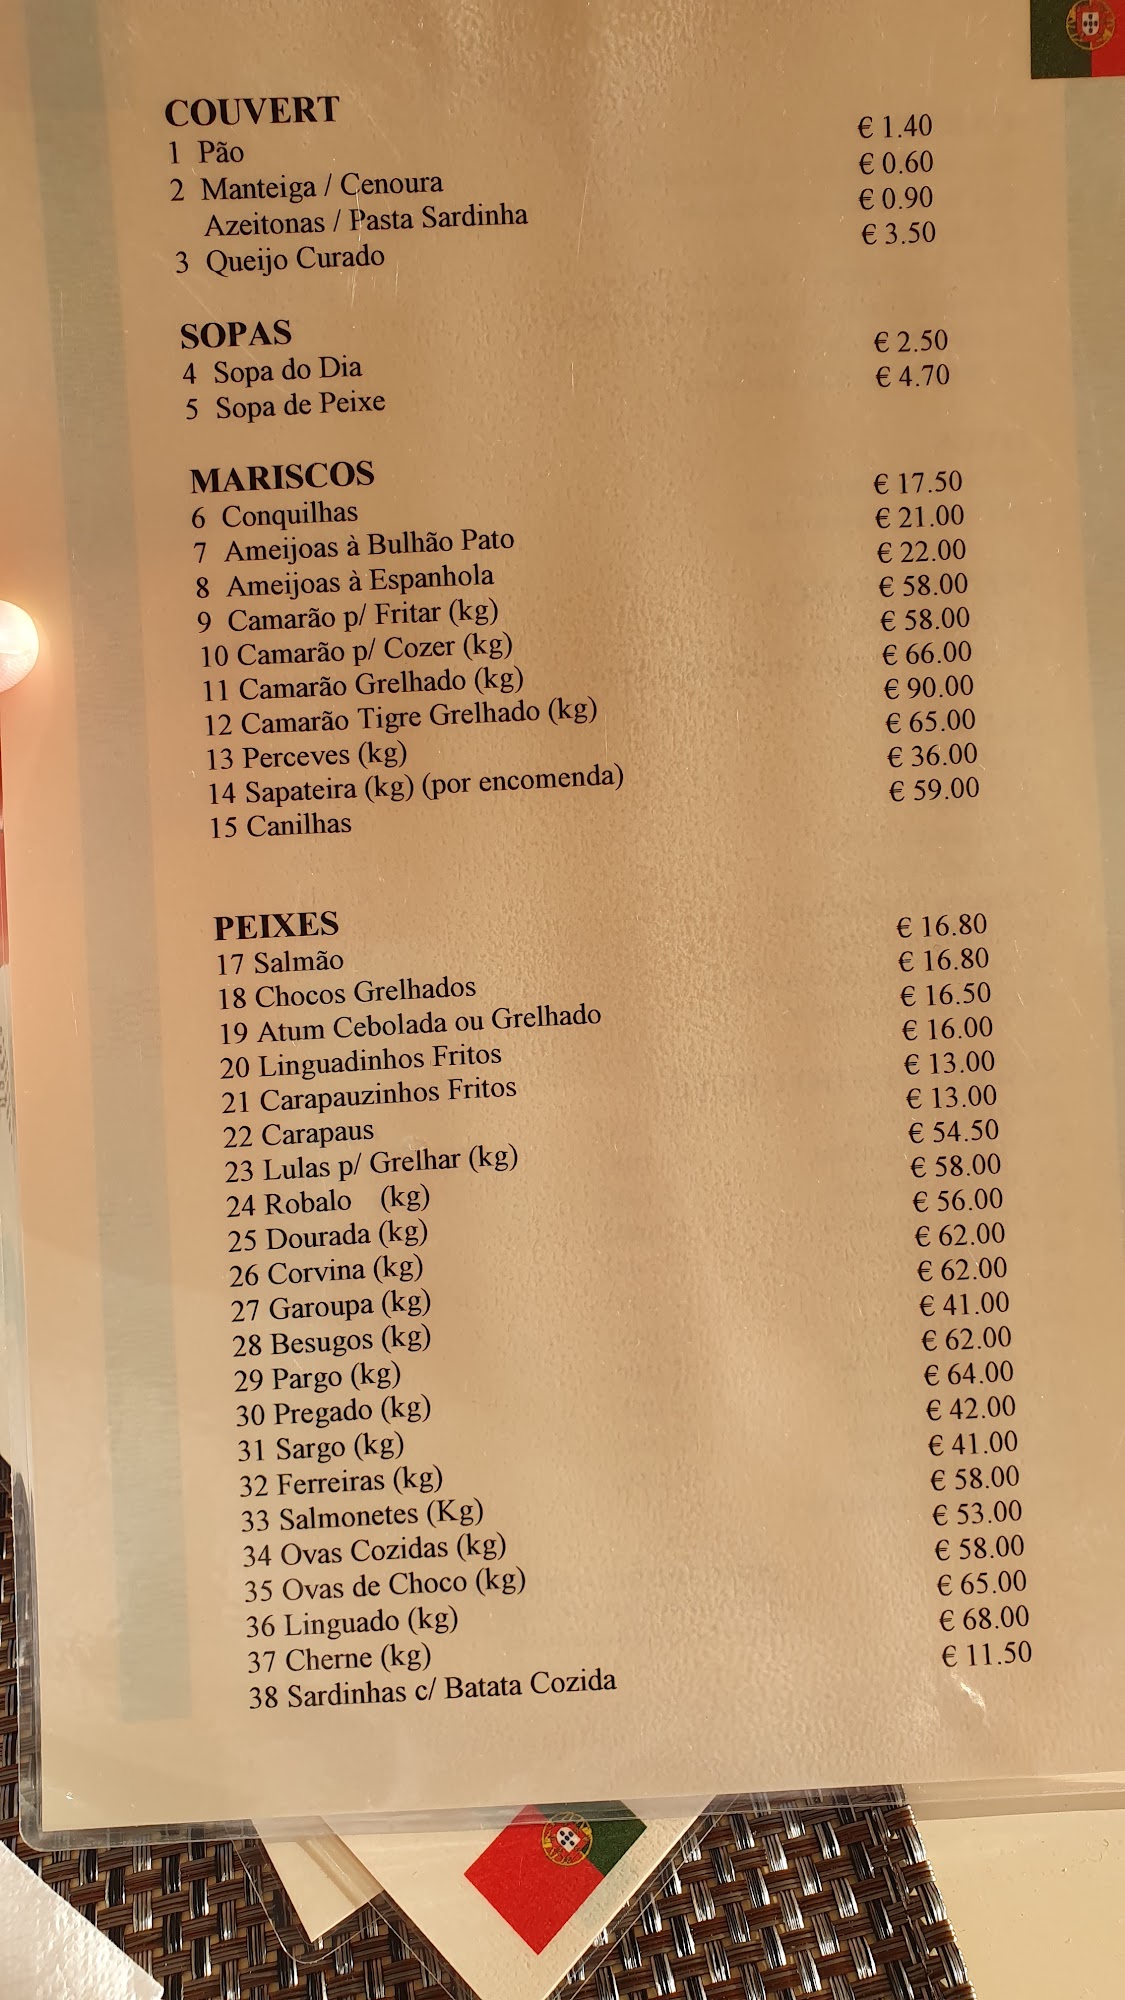 COUVERT
1 Pão € 1.40
2 Manteiga / Cenoura € 0.60
Azeitonas / Pasta Sardinha € 0.90
3 Queijo Curado € 3.50
SOPAS
4 Sopa do Dia € 2.50
5 Sopa de Peixe € 4.70
MARISCOS
6 Conquilhas € 17.50
7 Ameijoas à Bulhão Pato € 21.00
8 Ameijoas à Espanhola € 22.00
9 Camarão p/ Fritar (kg) € 58.00
10 Camarão p/ Cozer (kg) € 58.00
11 Camarão Grelhado (kg) € 66.00
12 Camarão Tigre Grelhado (kg) € 90.00
13 Perceves (kg) € 65.00
14 Sapateira (kg) (por encomenda) € 36.00
15 Canilhas € 59.00
PEIXES
17 Salmão € 16.80
18 Chocos Grelhados € 16.80
19 Atum Cebolada ou Grelhado € 16.50
20 Linguadinhos Fritos € 16.00
21 Carapauzinhos Fritos € 13.00
22 Carapaus € 13.00
23 Lulas p/ Grelhar (kg) € 54.50
24 Robalo (kg) € 58.00
25 Dourada (kg) € 56.00
26 Corvina (kg) € 62.00
27 Garoupa (kg) € 62.00
28 Besugos (kg) € 41.00
29 Pargo (kg) € 62.00
30 Pregado (kg) € 64.00
31 Sargo (kg) € 42.00
32 Ferreiras (kg) € 41.00
33 Salmonetes (Kg) € 58.00
34 Ovas Cozidas (kg) € 53.00
35 Ovas de Choco (kg) € 58.00
36 Linguado (kg) € 65.00
37 Cherne (kg) € 68.00
38 Sardinhas c/ Batata Cozida € 11.50